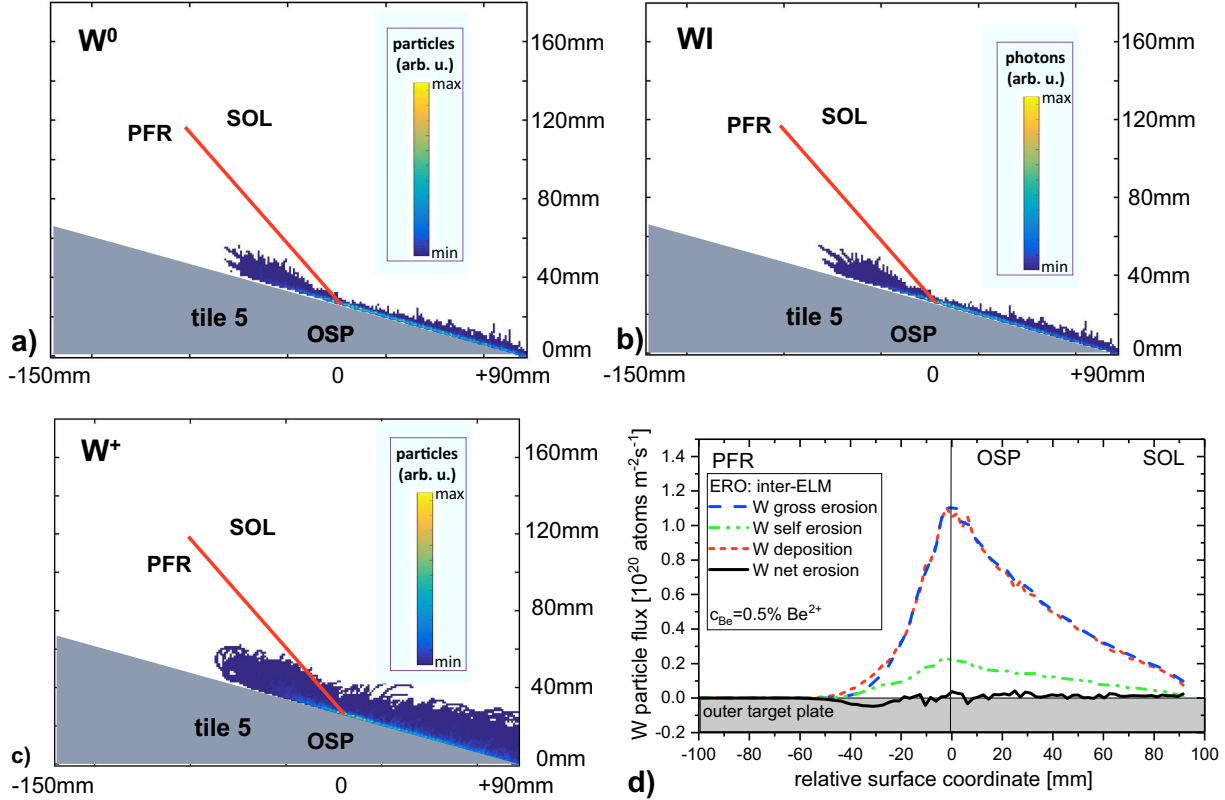 W⁰
particles
(arb. u.)
max
min
SOL
PFR
160mm
120mm
80mm
40mm
0mm
tile 5
OSP
a)
-150mm
0
+90mm
WI
photons
(arb. u.)
max
min
SOL
PFR
160mm
120mm
80mm
40mm
0mm
tile 5
OSP
b)
-150mm
0
+90mm
W⁺
particles
(arb. u.)
max
min
SOL
PFR
160mm
120mm
80mm
40mm
0mm
tile 5
OSP
c)
-150mm
0
+90mm
W particle flux [10²⁰ atoms m⁻²s⁻¹]
1.4
1.2
1.0
0.8
0.6
0.4
0.2
0.0
-0.2
PFR
OSP
SOL
ERO: inter-ELM
W gross erosion
W self erosion
W deposition
W net erosion
c_Be=0.5% Be²⁺
outer target plate
-100 -80 -60 -40 -20 0 20 40 60 80 100
relative surface coordinate [mm]
d)